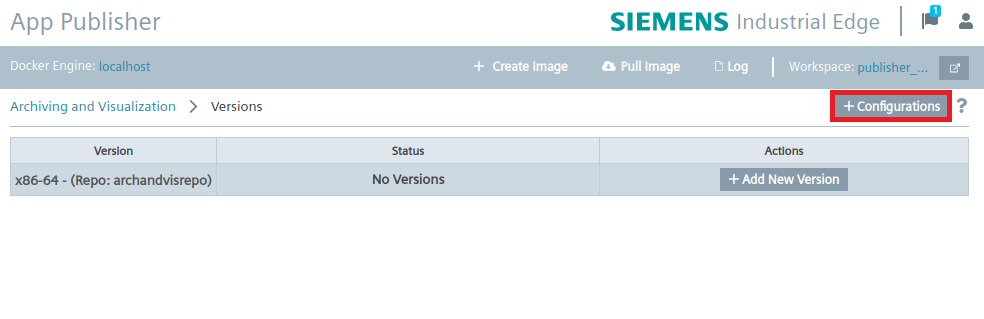 App Publisher
SIEMENS Industrial Edge
1
Docker Engine: localhost
+ Create Image
Pull Image
Log
Workspace: publisher_...
Archiving and Visualization > Versions
+ Configurations
?
Version Status Actions
x86-64 - (Repo: archandvisrepo) No Versions + Add New Version